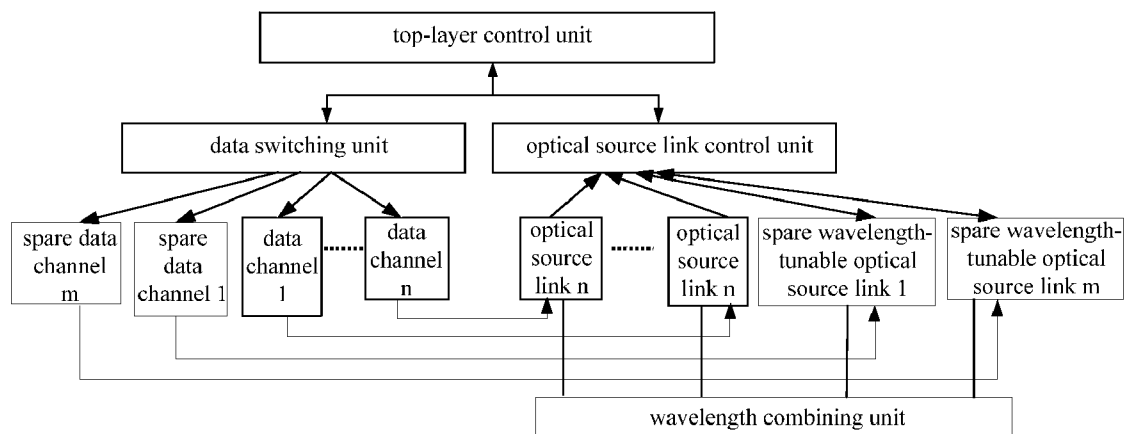 top-layer control unit
data switching unit
optical source link control unit
spare data
channel
m
spare
data
channel 1
data
channel
1
data
channel
n
optical
source
link n
optical
source
link n
spare wavelength-
tunable optical
source link 1
spare wavelength-
tunable optical
source link m
wavelength combining unit